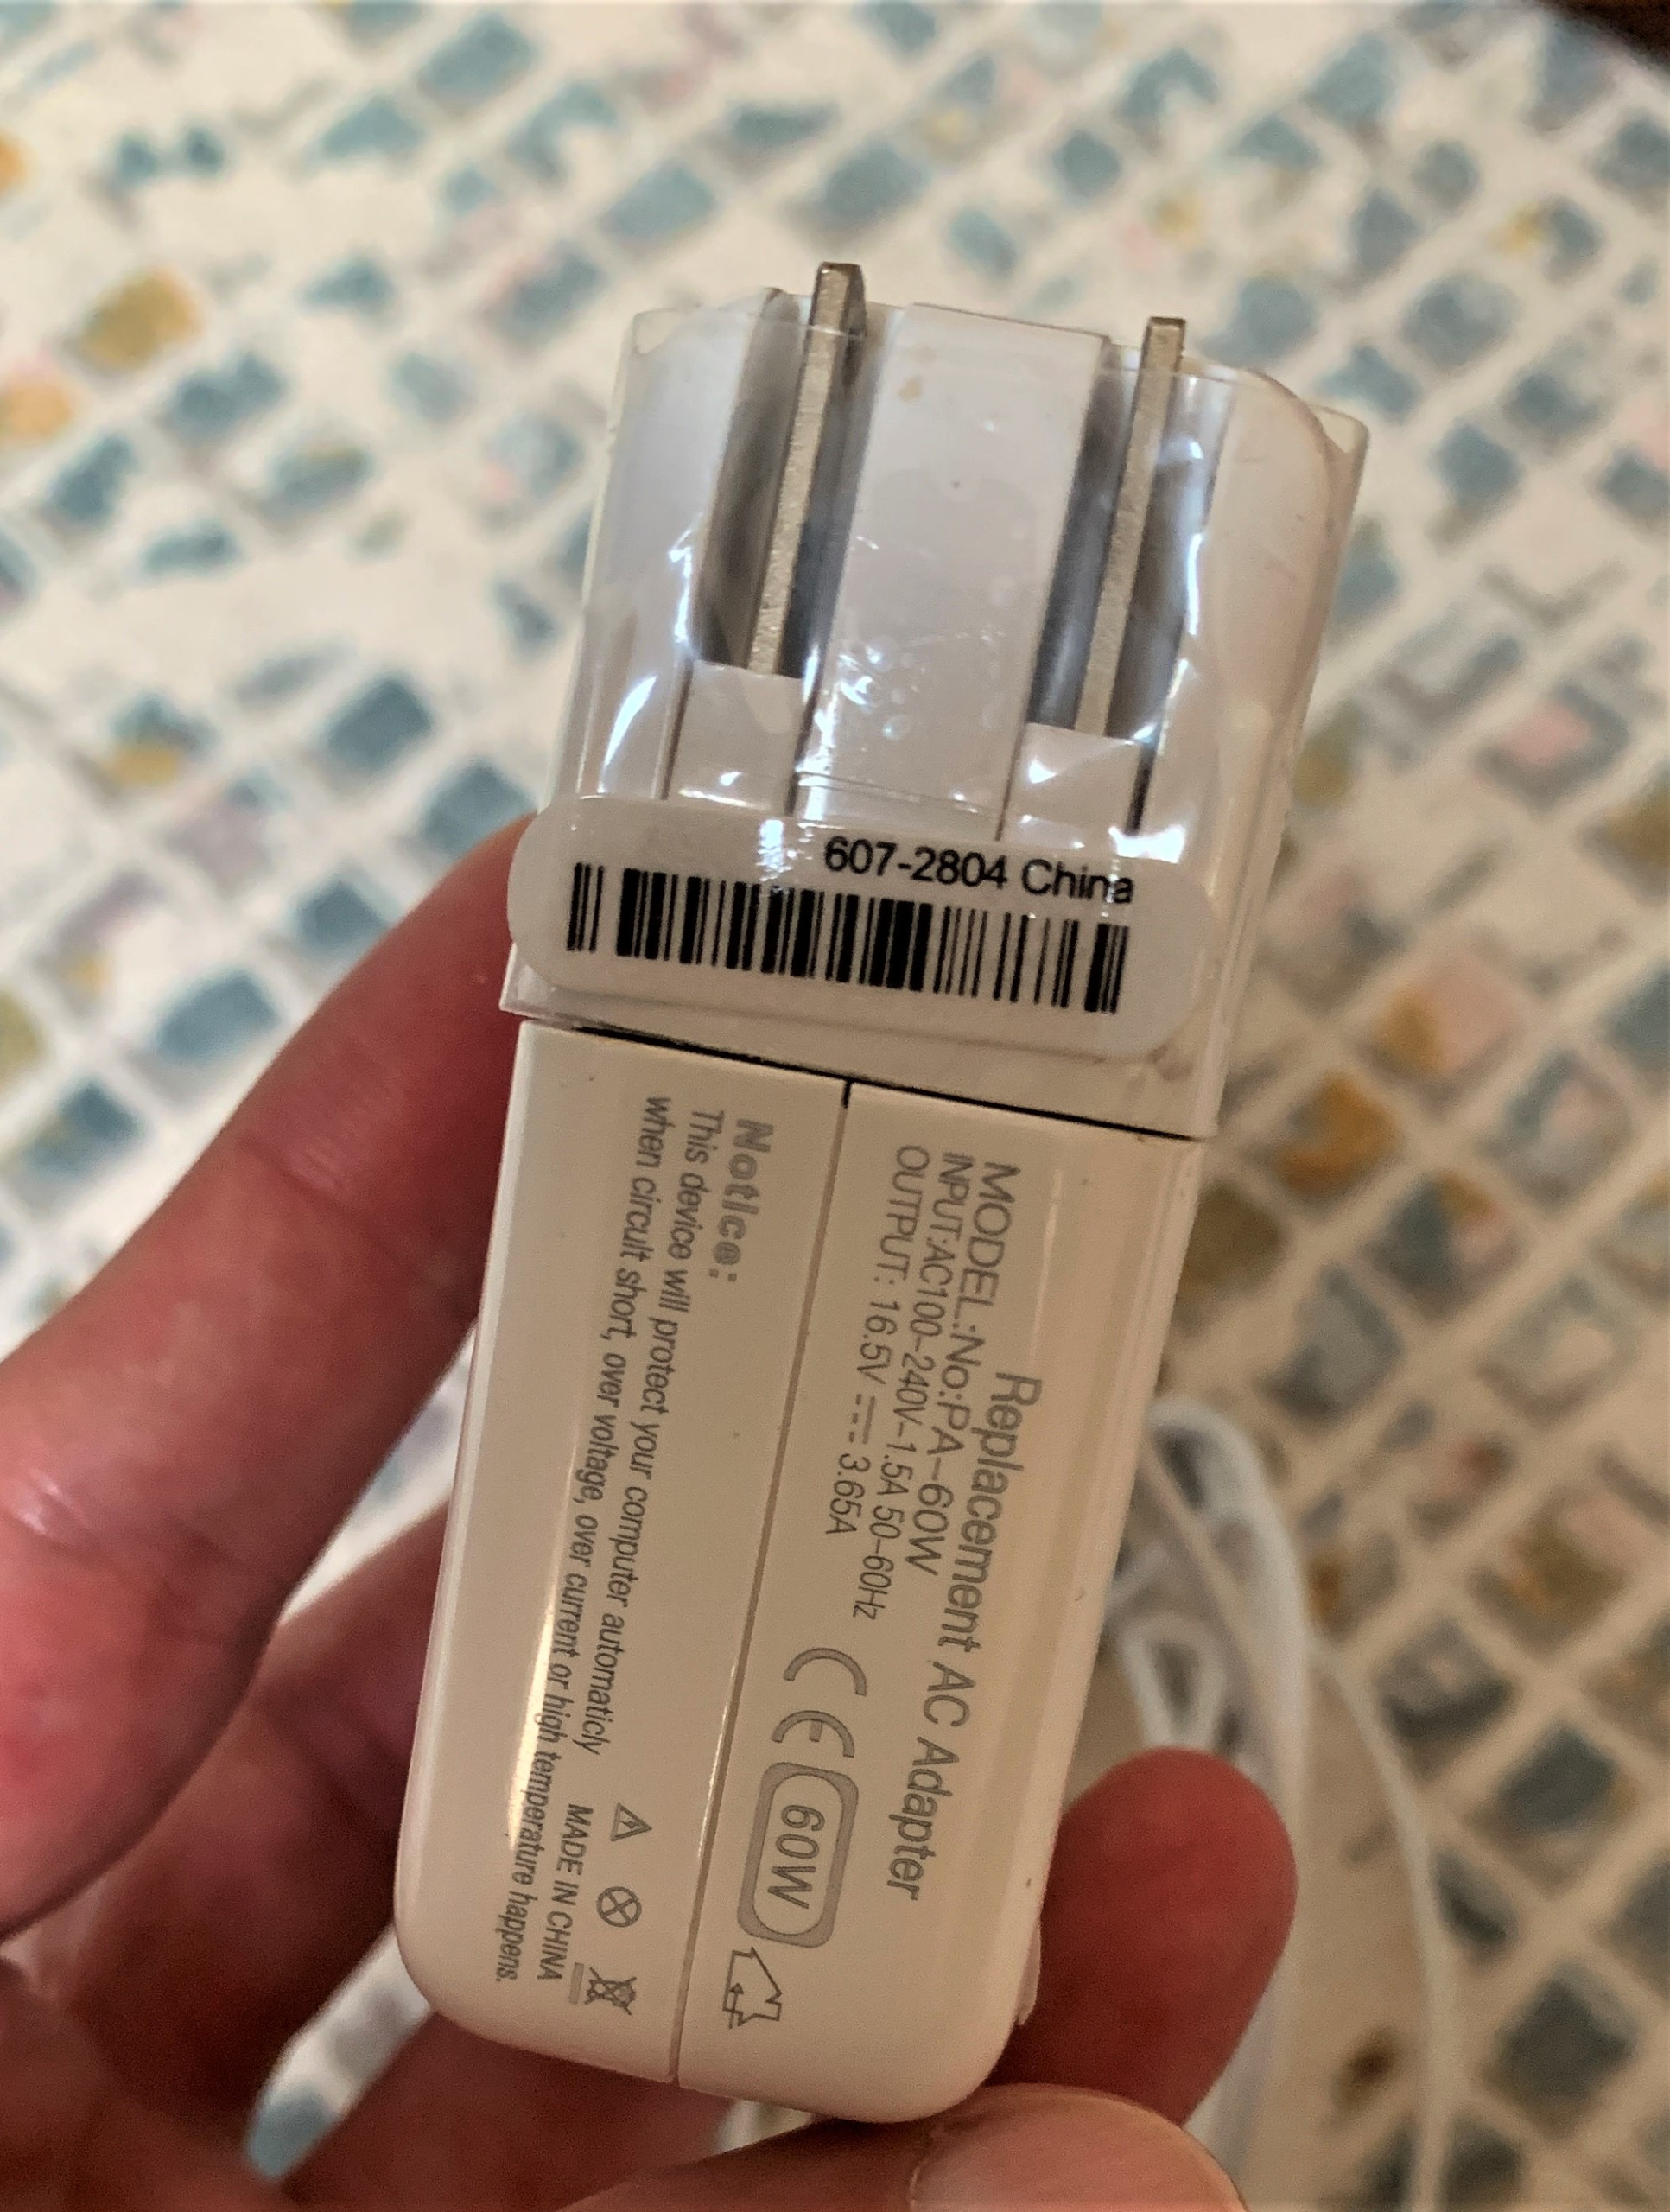 607-2804 China
Replacement AC Adapter
MODEL:No:PA-60W
INPUT:AC100-240V-1.5A 50-60Hz
OUTPUT: 16.5V 3.65A
CE
60W
Notice:
This device will protect your computer automaticly
when circuit short, over voltage, over current or high temperature happens.
MADE IN CHINA